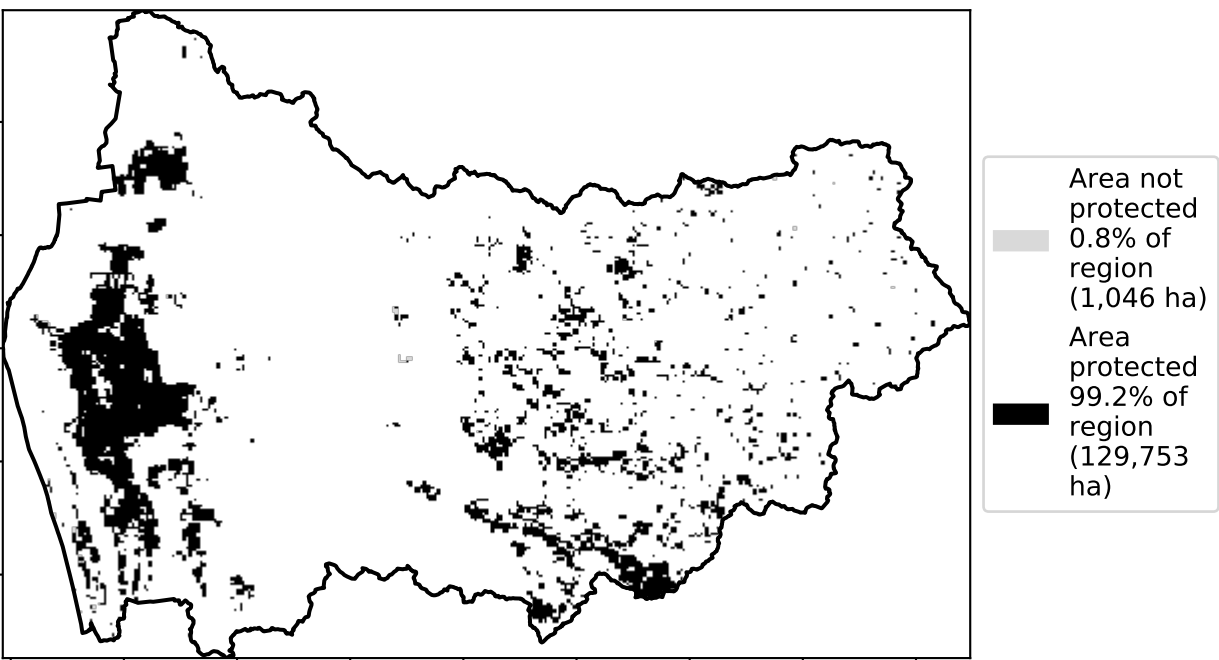 Area not
protected
0.8% of
region
(1,046 ha)
Area
protected
99.2% of
region
(129,753
ha)